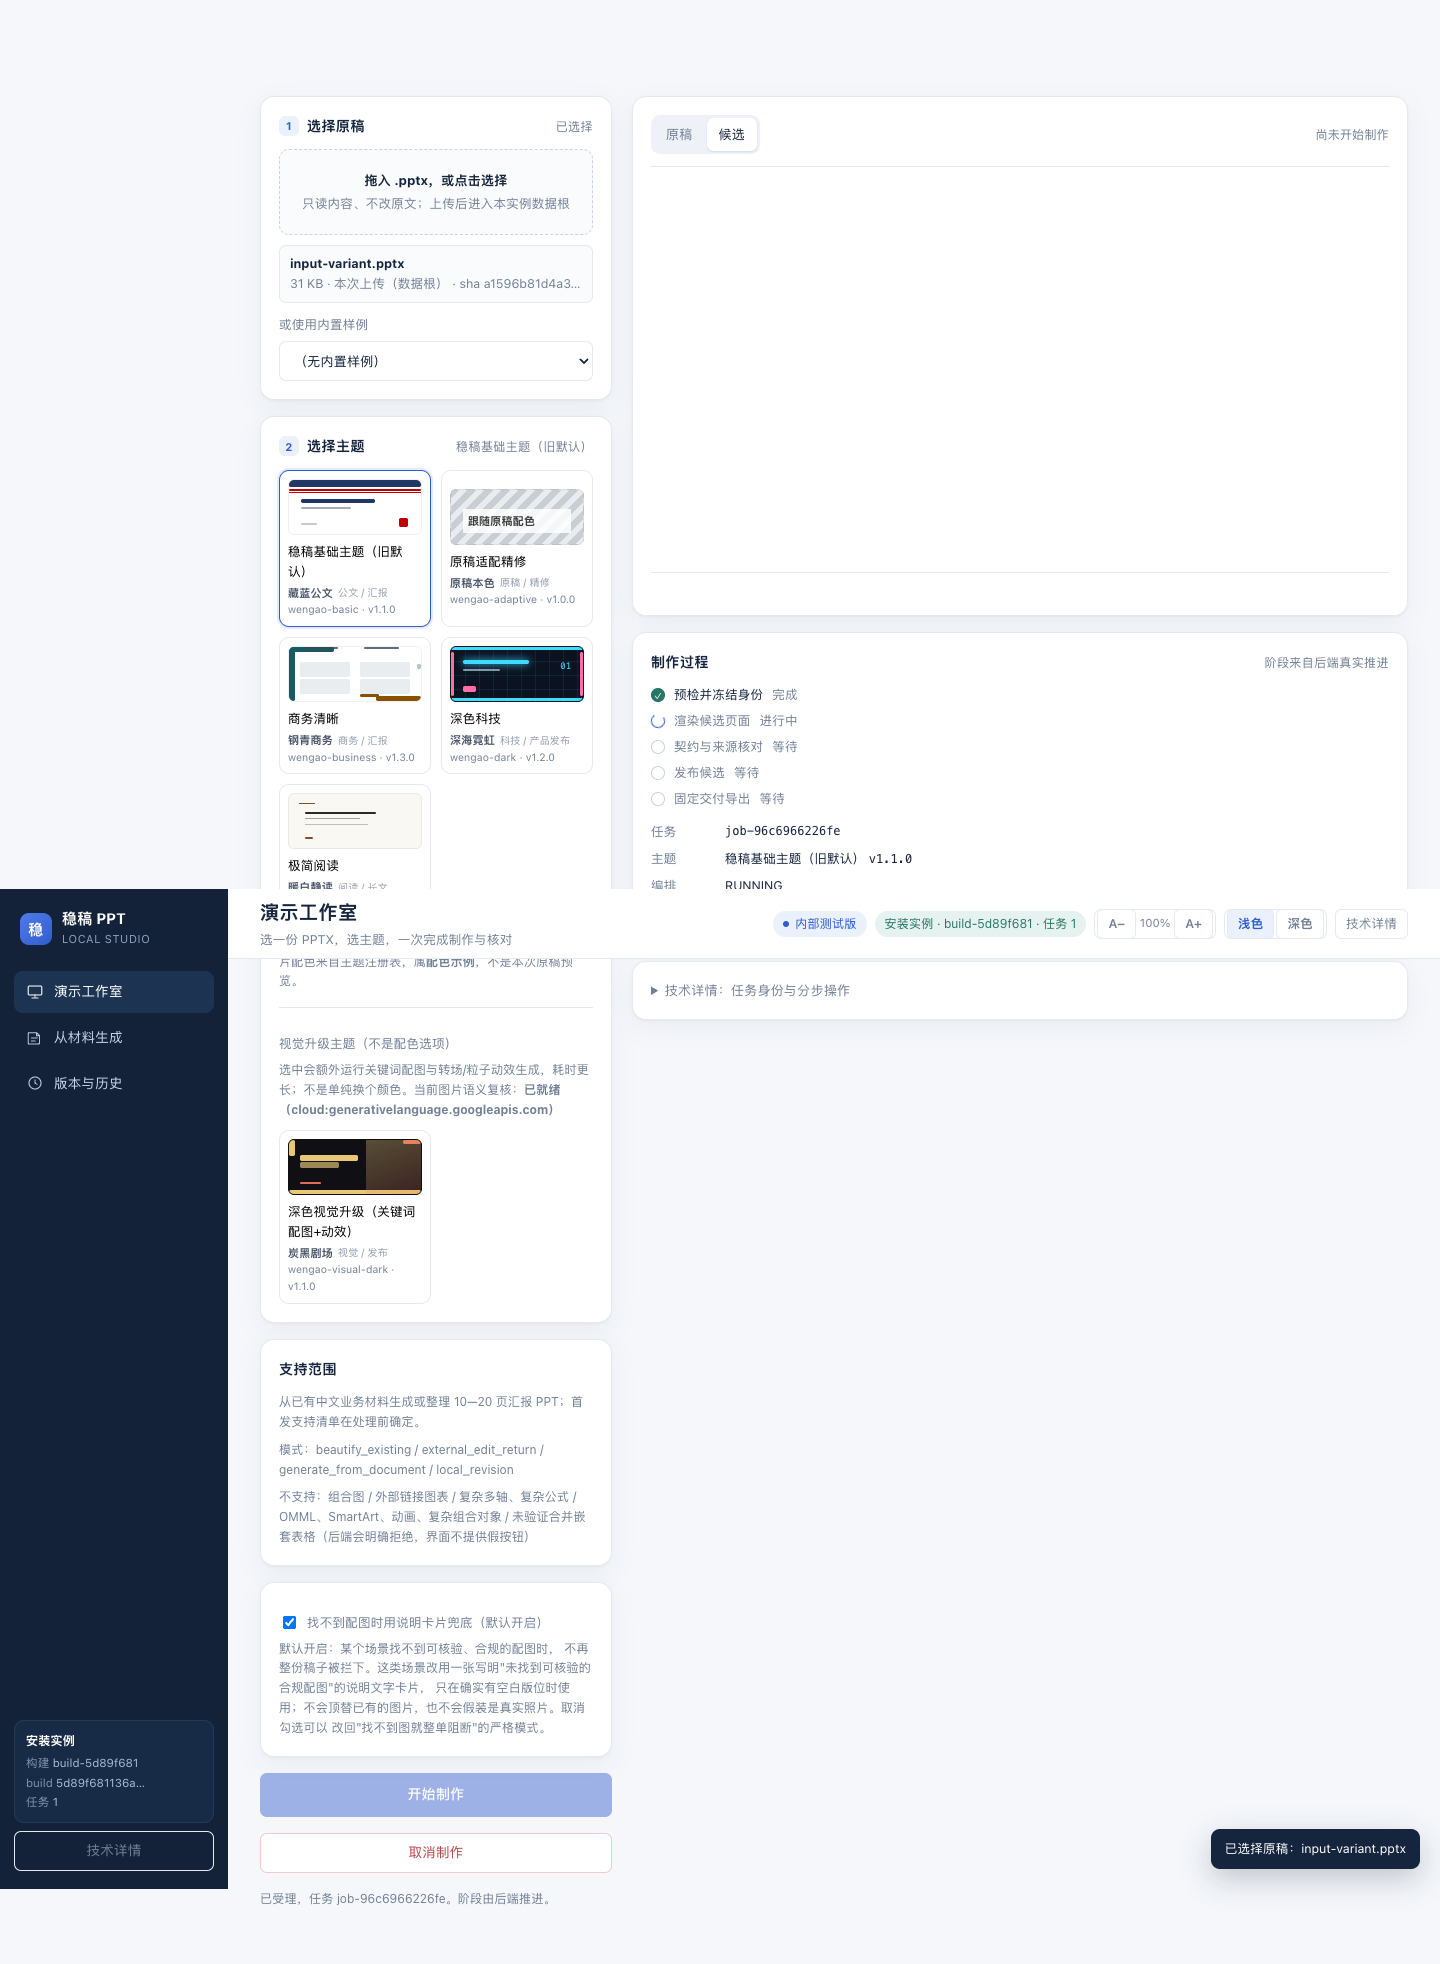 1 选择原稿 已选择
拖入 .pptx，或点击选择
只读内容、不改原文；上传后进入本实例数据根
input-variant.pptx
31 KB · 本次上传（数据根） · sha a1596b81d4a3...
或使用内置样例
（无内置样例）
2 选择主题 稳稿基础主题（旧默认）
稳稿基础主题（旧默
认）
藏蓝公文 公文 / 汇报
wengao-basic · v1.1.0
跟随原稿配色
原稿适配精修
原稿本色 原稿 / 精修
wengao-adaptive · v1.0.0
商务清晰
钢青商务 商务 / 汇报
wengao-business · v1.3.0
01
深色科技
深海霓虹 科技 / 产品发布
wengao-dark · v1.2.0
极简阅读
暖白静读 阅读 / 长文
原稿 候选 尚未开始制作
制作过程 阶段来自后端真实推进
预检并冻结身份 完成
渲染候选页面 进行中
契约与来源核对 等待
发布候选 等待
固定交付导出 等待
任务 job-96c6966226fe
主题 稳稿基础主题（旧默认） v1.1.0
编排 RUNNING
稳 稳稿 PPT
LOCAL STUDIO
演示工作室
从材料生成
版本与历史
演示工作室
选一份 PPTX，选主题，一次完成制作与核对
内部测试版 安装实例 · build-5d89f681 · 任务 1 A− 100% A+ 浅色 深色 技术详情
片配色来自主题注册表，属配色示例，不是本次原稿预
览。
视觉升级主题（不是配色选项）
选中会额外运行关键词配图与转场/粒子动效生成，耗时更
长；不是单纯换个颜色。当前图片语义复核：已就绪
（cloud:generativelanguage.googleapis.com）
深色视觉升级（关键词
配图+动效）
炭黑剧场 视觉 / 发布
wengao-visual-dark ·
v1.1.0
▶ 技术详情：任务身份与分步操作
支持范围
从已有中文业务材料生成或整理 10—20 页汇报 PPT；首
发支持清单在处理前确定。
模式：beautify_existing / external_edit_return /
generate_from_document / local_revision
不支持：组合图 / 外部链接图表 / 复杂多轴、复杂公式 /
OMML、SmartArt、动画、复杂组合对象 / 未验证合并嵌
套表格（后端会明确拒绝，界面不提供假按钮）
找不到配图时用说明卡片兜底（默认开启）
默认开启：某个场景找不到可核验、合规的配图时， 不再
整份稿子被拦下。这类场景改用一张写明"未找到可核验的
合规配图"的说明文字卡片， 只在确实有空白版位时使
用；不会顶替已有的图片，也不会假装是真实照片。取消
勾选可以 改回"找不到图就整单阻断"的严格模式。
开始制作
取消制作
已受理，任务 job-96c6966226fe。阶段由后端推进。
安装实例
构建 build-5d89f681
build 5d89f681136a...
任务 1
技术详情
已选择原稿：input-variant.pptx